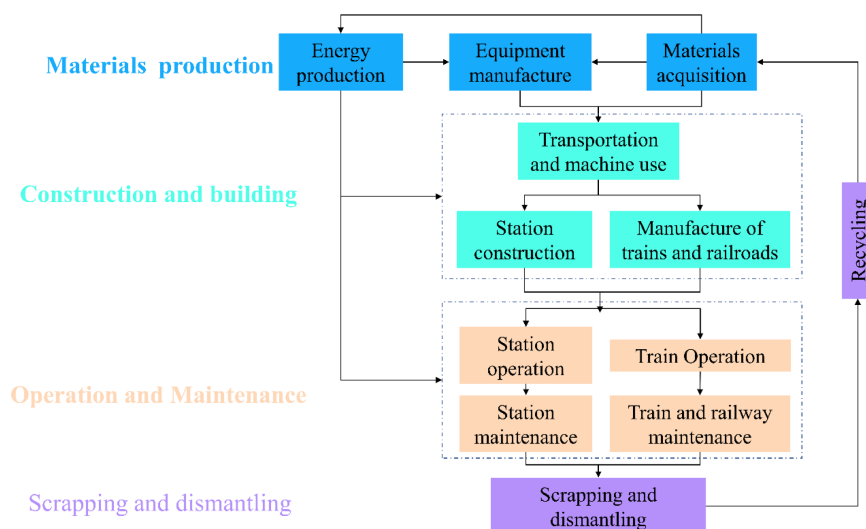 Materials production
Energy
production
Equipment
manufacture
Materials
acquisition
Transportation
and machine use
Construction and building
Station
construction
Manufacture of
trains and railroads
Recycling
Station
operation
Train Operation
Operation and Maintenance
Station
maintenance
Train and railway
maintenance
Scrapping and dismantling
Scrapping and
dismantling